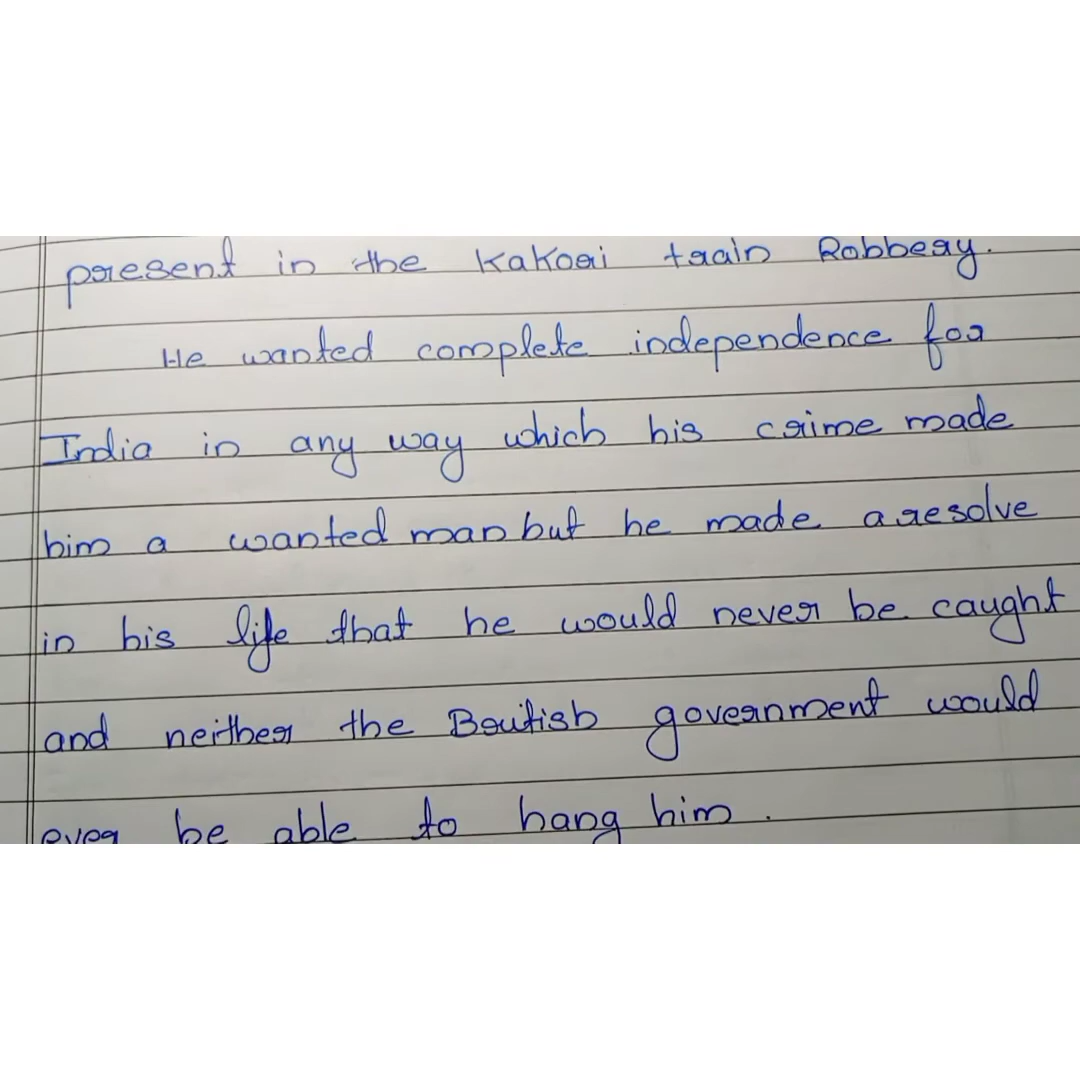 present in the Kakori train Robbery.
He wanted complete independence for
India in any way which his crime made
him a wanted man but he made a resolve
in his life that he would never be caught
and neither the British government would
ever be able to hang him.